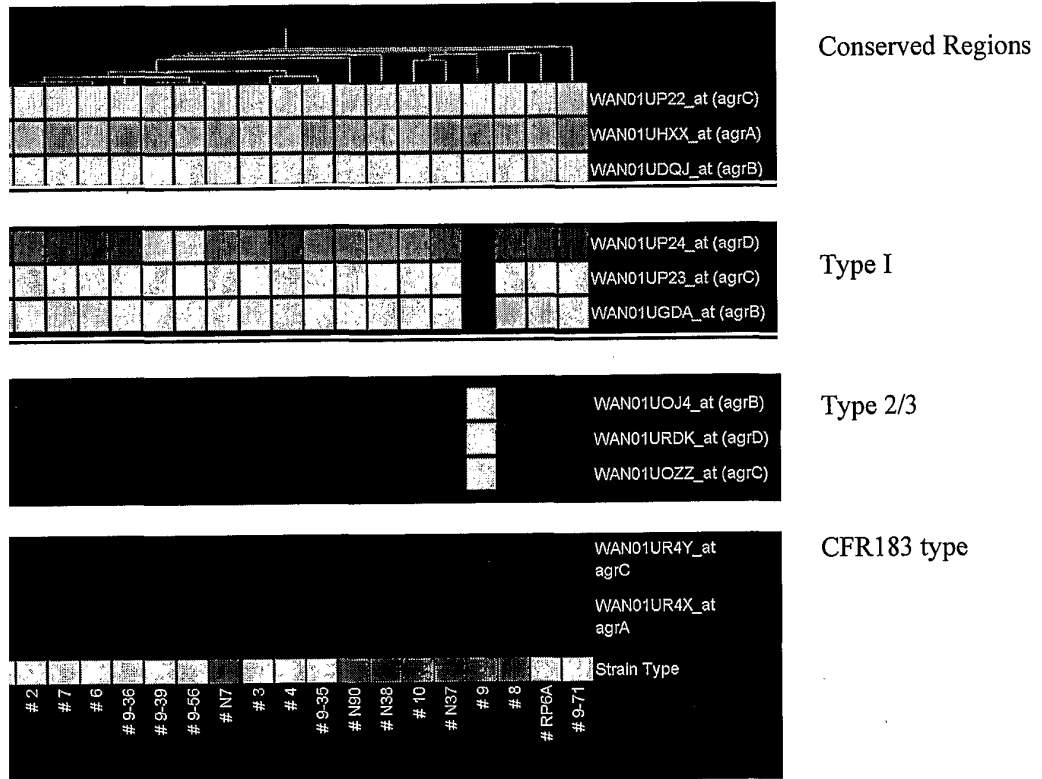 Conserved Regions
WAN01UP22_at (agrC)
WAN01UHXX_at (agrA)
WAN01UDQJ_at (agrB)
WAN01UP24_at (agrD)
Type I
WAN01UP23_at (agrC)
WAN01UGDA_at (agrB)
WAN01UOJ4_at (agrB)
Type 2/3
WAN01URDK_at (agrD)
WAN01UOZZ_at (agrC)
CFR183 type
WAN01UR4Y_at
agrC
WAN01UR4X_at
agrA
Strain Type
# 2
# 7
# 6
# 9-36
# 9-39
# 9-56
# N7
# 3
# 4
# 9-35
# N90
# N38
# 10
# N37
# 9
# 8
# RP6A
# 9-71